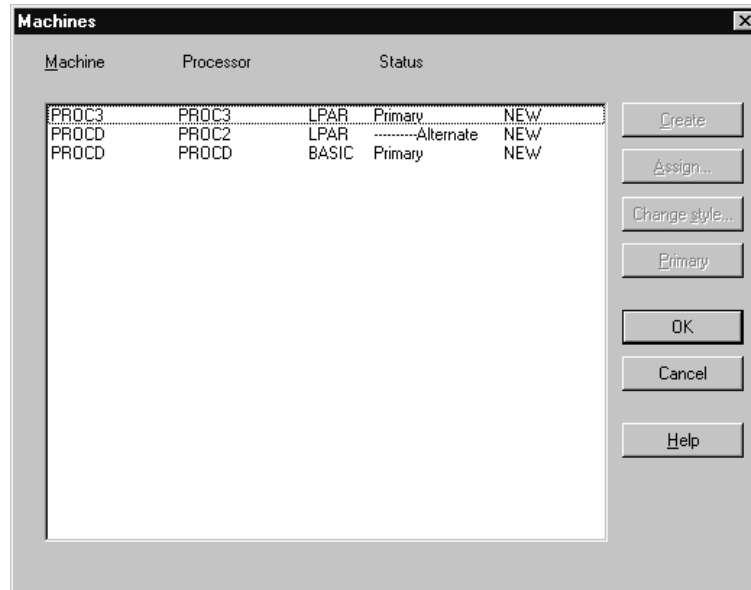 Machines
Machine Processor Status
PROC3 PROC3 LPAR Primary NEW
PROCD PROC2 LPAR ---------Alternate NEW
PROCD PROCD BASIC Primary NEW
Create
Assign...
Change style...
Primary
OK
Cancel
Help